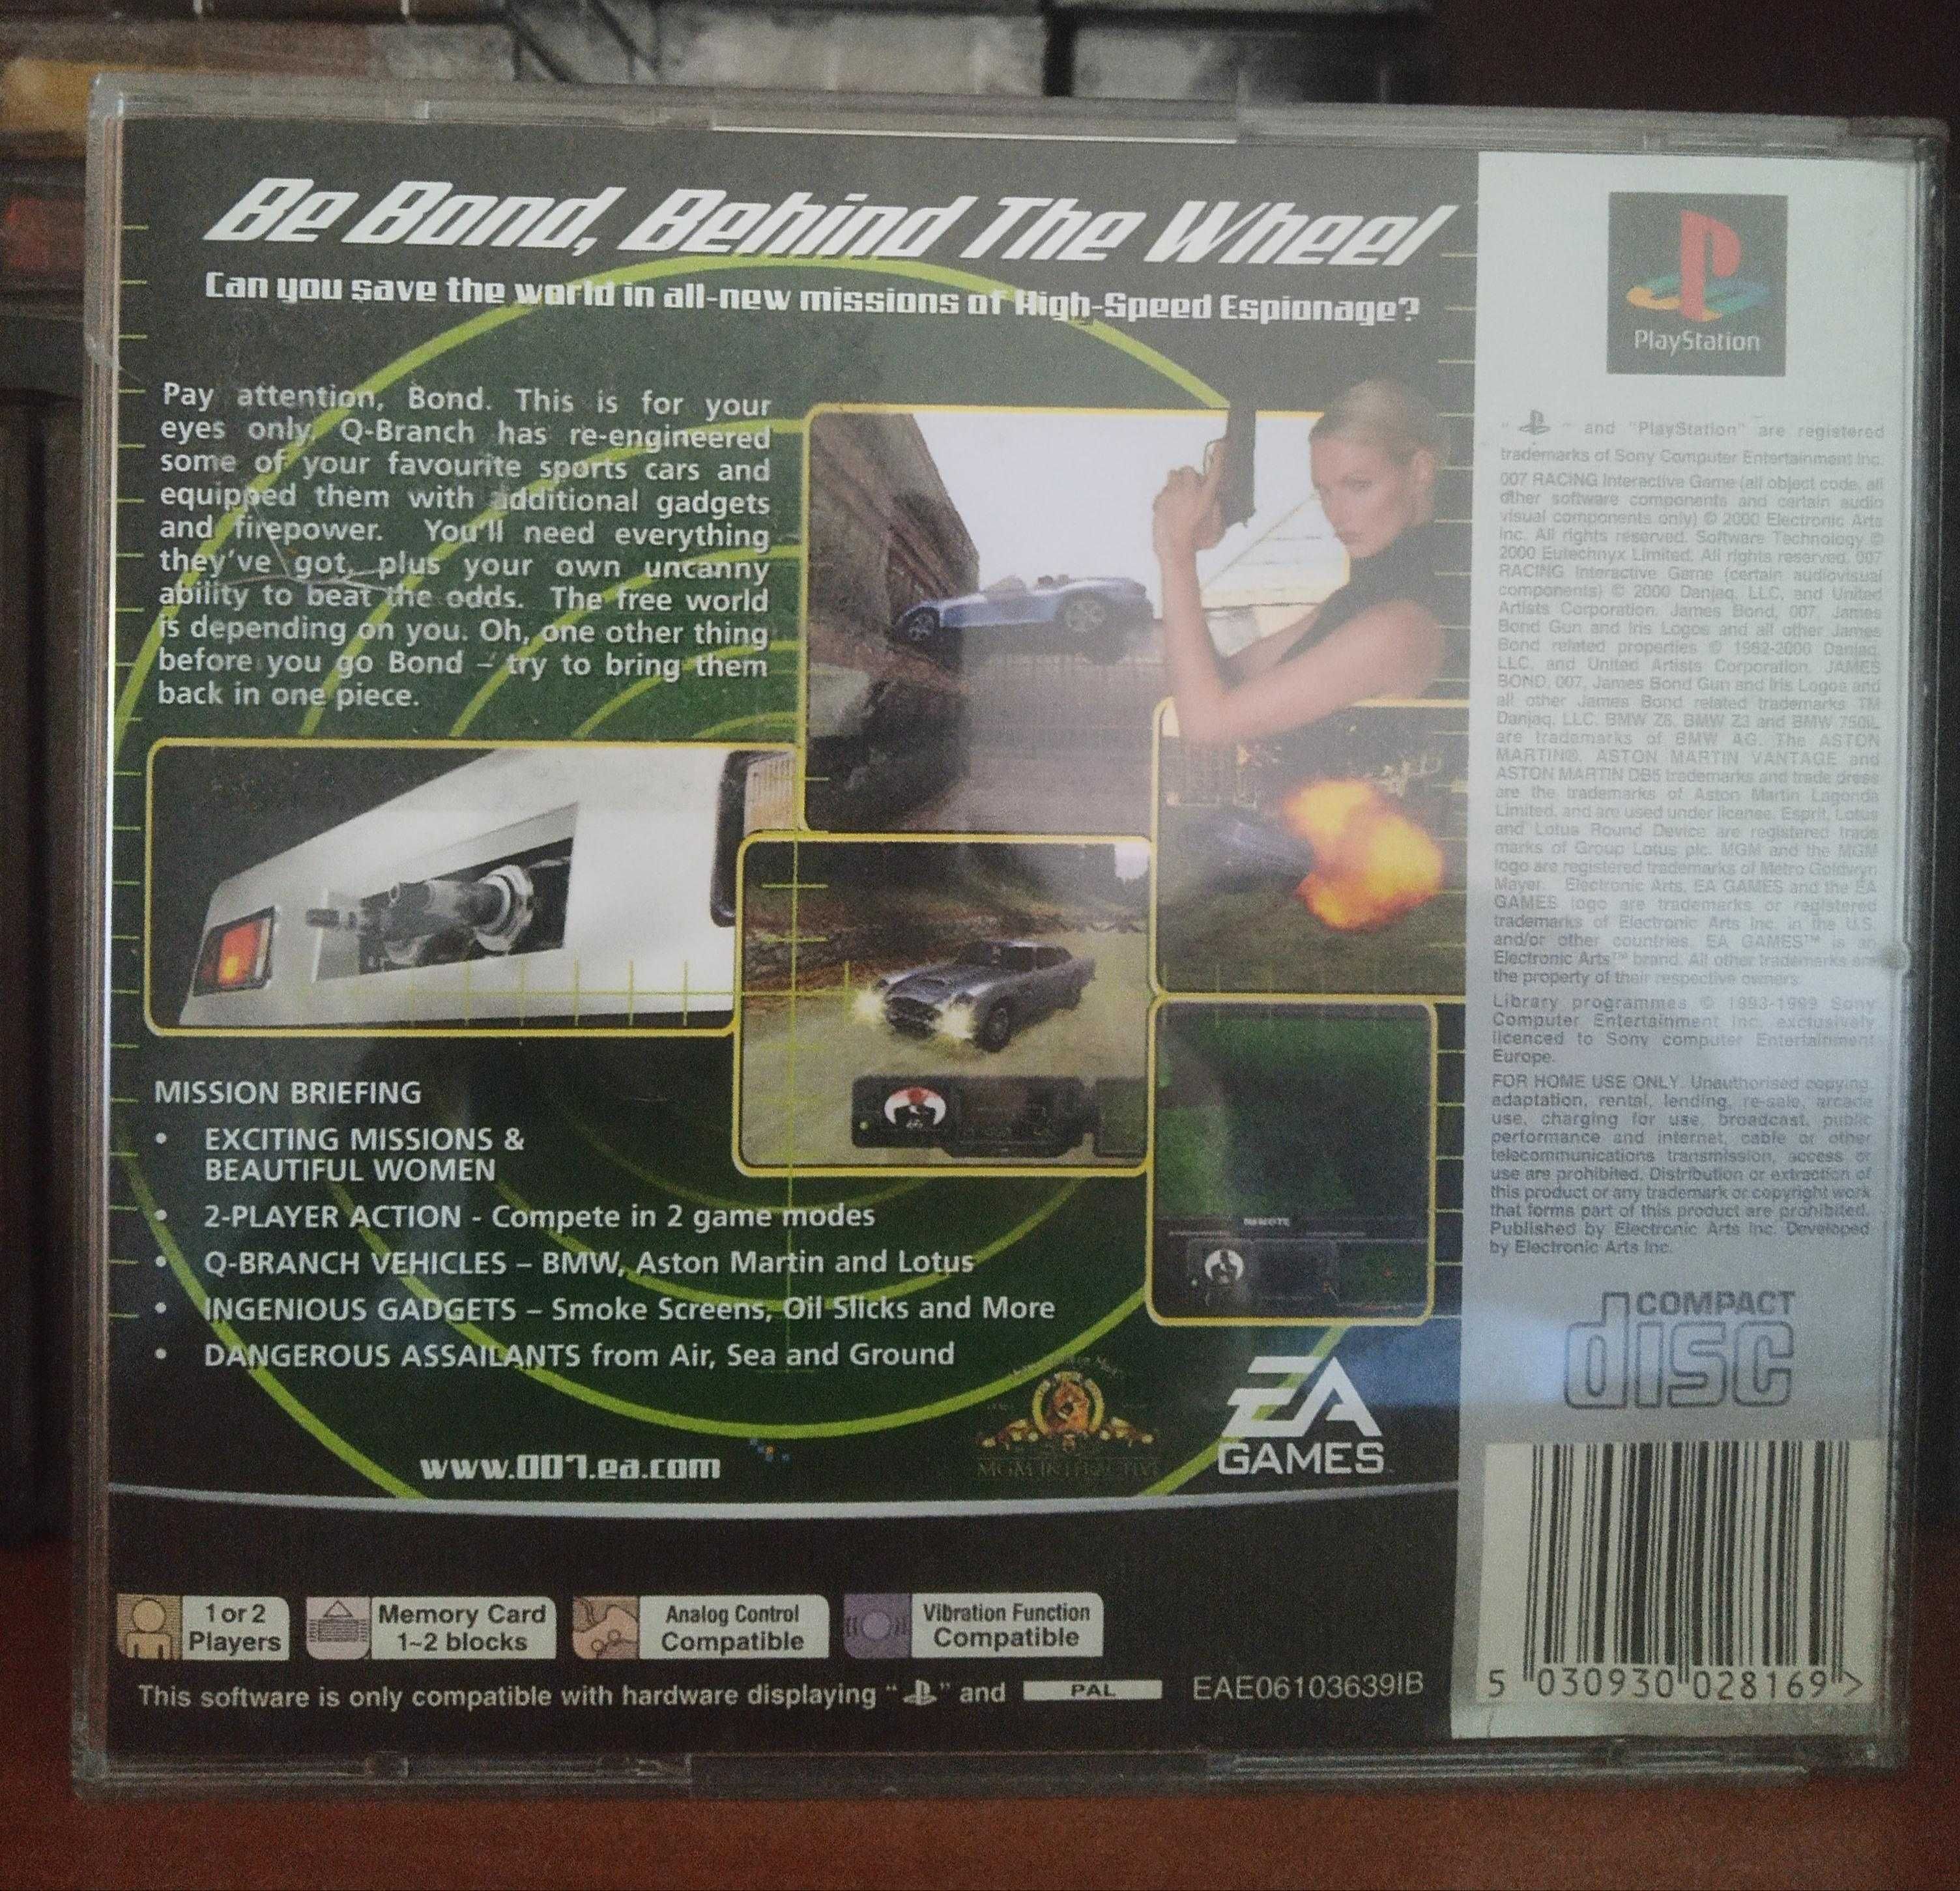 Be Bond, Behind The Wheel
Can you save the world in all-new missions of High-Speed Espionage?
Pay attention, Bond. This is for your
eyes only. Q-Branch has re-engineered
some of your favourite sports cars and
equipped them with additional gadgets
and firepower. You'll need everything
they've got, plus your own uncanny
ability to beat the odds. The free world
is depending on you. Oh, one other thing
before you go Bond – try to bring them
back in one piece.
REMOTE
MISSION BRIEFING
• EXCITING MISSIONS &
BEAUTIFUL WOMEN
• 2-PLAYER ACTION - Compete in 2 game modes
• Q-BRANCH VEHICLES – BMW, Aston Martin and Lotus
• INGENIOUS GADGETS – Smoke Screens, Oil Slicks and More
• DANGEROUS ASSAILANTS from Air, Sea and Ground
www.007.ea.com
MGM INTERACTIVE
EA
GAMES
1 or 2
Players
Memory Card
1~2 blocks
Analog Control
Compatible
Vibration Function
Compatible
This software is only compatible with hardware displaying " " and PAL
EAE06103639IB
PlayStation
" " and "PlayStation" are registered
trademarks of Sony Computer Entertainment Inc.
007 RACING Interactive Game (all object code, all
other software components and certain audio
visual components only) © 2000 Electronic Arts
Inc. All rights reserved. Software Technology ©
2000 Eutechnyx Limited. All rights reserved. 007
RACING Interactive Game (certain audiovisual
components) © 2000 Danjaq, LLC, and United
Artists Corporation. James Bond, 007, James
Bond Gun and Iris Logos and all other James
Bond related properties © 1962-2000 Danjaq,
LLC, and United Artists Corporation. JAMES
BOND, 007, James Bond Gun and Iris Logos and
all other James Bond related trademarks TM
Danjaq, LLC. BMW Z8, BMW Z3 and BMW 750iL
are trademarks of BMW AG. The ASTON
MARTIN®, ASTON MARTIN VANTAGE and
ASTON MARTIN DB5 trademarks and trade dress
are the trademarks of Aston Martin Lagonda
Limited, and are used under license. Esprit, Lotus
and Lotus Round Device are registered trade
marks of Group Lotus plc. MGM and the MGM
logo are registered trademarks of Metro Goldwyn
Mayer. Electronic Arts, EA GAMES and the EA
GAMES logo are trademarks or registered
trademarks of Electronic Arts Inc. in the U.S.
and/or other countries. EA GAMES™ is an
Electronic Arts™ brand. All other trademarks are
the property of their respective owners.
Library programmes © 1993-1999 Sony
Computer Entertainment Inc. exclusively
licenced to Sony computer Entertainment
Europe.
FOR HOME USE ONLY. Unauthorised copying,
adaptation, rental, lending, re-sale, arcade
use, charging for use, broadcast, public
performance and internet, cable or other
telecommunications transmission, access or
use are prohibited. Distribution or extraction of
this product or any trademark or copyright work
that forms part of this product are prohibited.
Published by Electronic Arts Inc. Developed
by Electronic Arts Inc.
COMPACT
disc
5 030930 028169 >